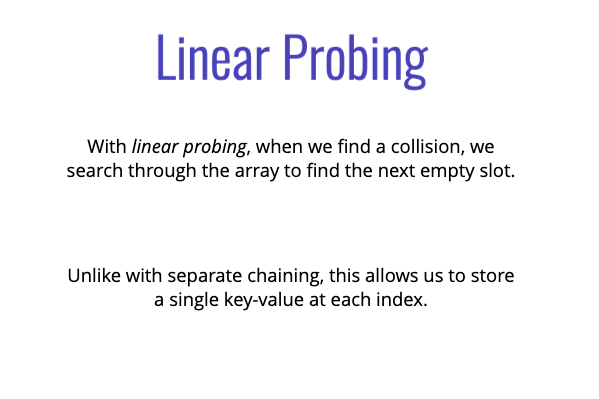 Linear Probing
With linear probing, when we find a collision, we
search through the array to find the next empty slot.
Unlike with separate chaining, this allows us to store
a single key-value at each index.